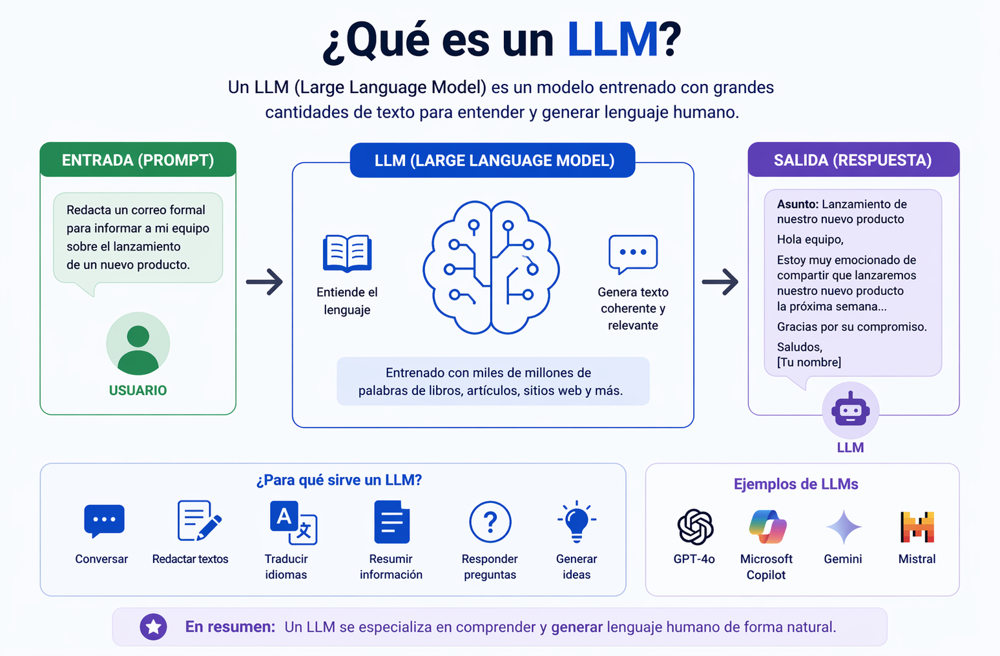 ¿Qué es un LLM?
Un LLM (Large Language Model) es un modelo entrenado con grandes
cantidades de texto para entender y generar lenguaje humano.
ENTRADA (PROMPT)
Redacta un correo formal
para informar a mi equipo
sobre el lanzamiento
de un nuevo producto.
USUARIO
LLM (LARGE LANGUAGE MODEL)
Entiende el
lenguaje
Genera texto
coherente y
relevante
Entrenado con miles de millones de
palabras de libros, artículos, sitios web y más.
SALIDA (RESPUESTA)
Asunto: Lanzamiento de
nuestro nuevo producto
Hola equipo,
Estoy muy emocionado de
compartir que lanzaremos
nuestro nuevo producto
la próxima semana...
Gracias por su compromiso.
Saludos,
[Tu nombre]
LLM
¿Para qué sirve un LLM?
Conversar
Redactar textos
A 文
Traducir
idiomas
Resumir
información
?
Responder
preguntas
Generar
ideas
Ejemplos de LLMs
GPT-4o
Microsoft
Copilot
Gemini
Mistral
En resumen: Un LLM se especializa en comprender y generar lenguaje humano de forma natural.